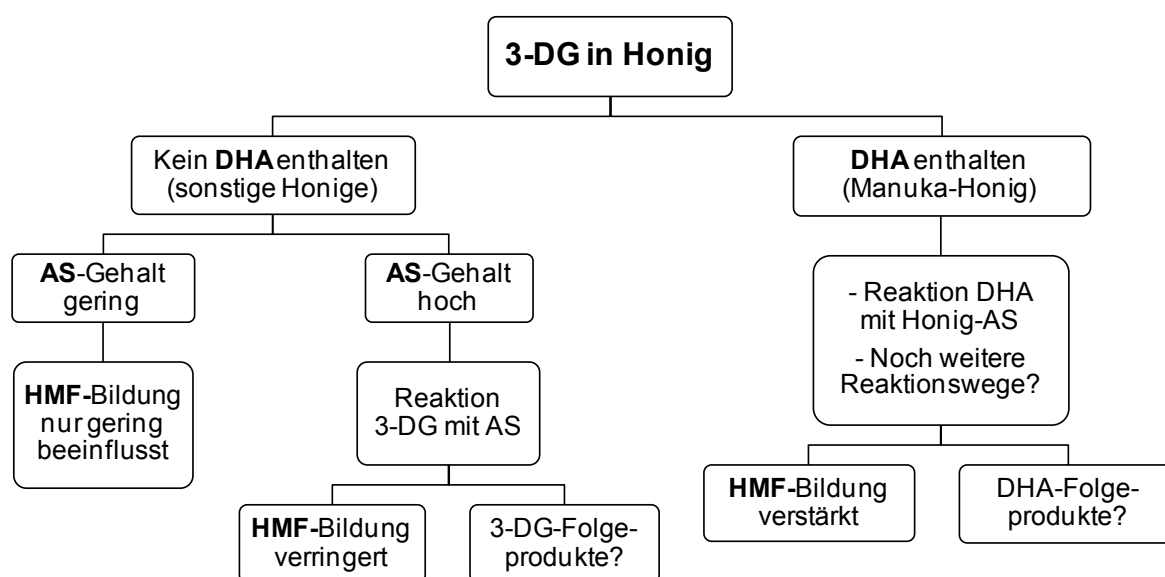 3-DG in Honig
Kein DHA enthalten
(sonstige Honige)
DHA enthalten
(Manuka-Honig)
AS-Gehalt
gering
AS-Gehalt
hoch
- Reaktion DHA
mit Honig-AS
- Noch weitere
Reaktionswege?
HMF-Bildung
nur gering
beeinflusst
Reaktion
3-DG mit AS
HMF-Bildung
verringert
3-DG-Folge-
produkte?
HMF-Bildung
verstärkt
DHA-Folge-
produkte?